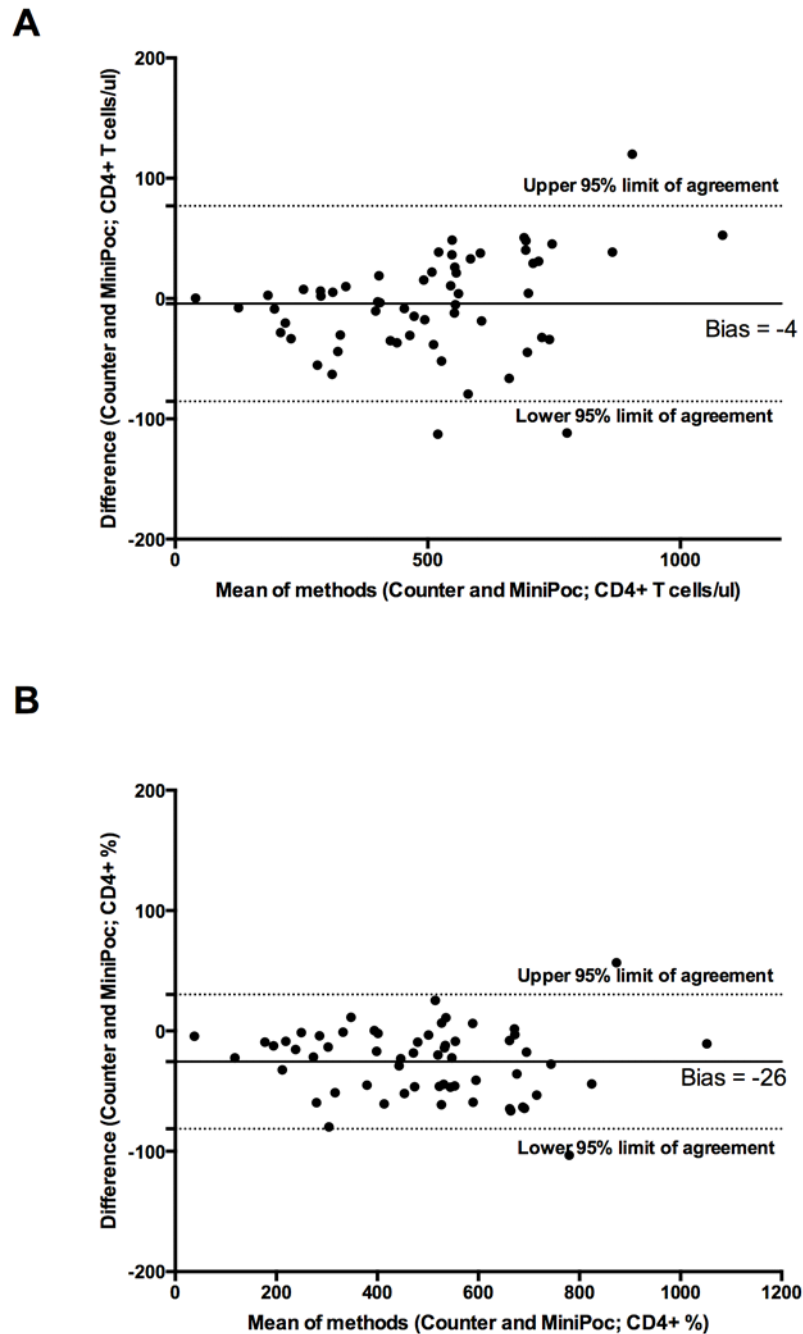 A
200
100
0
-100
-200
Difference (Counter and MiniPoc; CD4+ T cells/ul)
Upper 95% limit of agreement
Bias = -4
Lower 95% limit of agreement
0
500
1000
Mean of methods (Counter and MiniPoc; CD4+ T cells/ul)
B
200
100
0
-100
-200
Difference (Counter and MiniPoc; CD4+ %)
Upper 95% limit of agreement
Bias = -26
Lower 95% limit of agreement
0
200
400
600
800
1000
1200
Mean of methods (Counter and MiniPoc; CD4+ %)